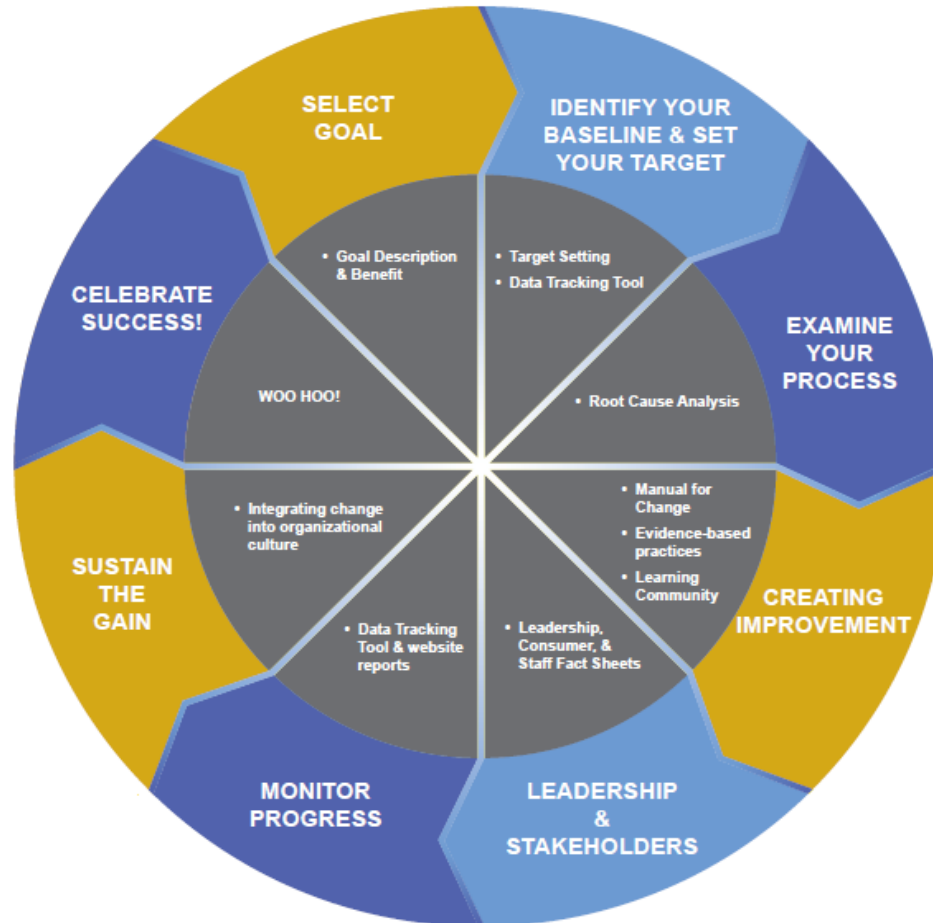 SELECT
GOAL
IDENTIFY YOUR
BASELINE & SET
YOUR TARGET
EXAMINE
YOUR
PROCESS
CREATING
IMPROVEMENT
LEADERSHIP
&
STAKEHOLDERS
MONITOR
PROGRESS
SUSTAIN
THE
GAIN
CELEBRATE
SUCCESS!
• Goal Description
& Benefit
• Target Setting
• Data Tracking Tool
• Root Cause Analysis
• Manual for
Change
• Evidence-based
practices
• Learning
Community
• Leadership,
Consumer, &
Staff Fact Sheets
• Data Tracking
Tool & website
reports
• Integrating change
into organizational
culture
WOO HOO!